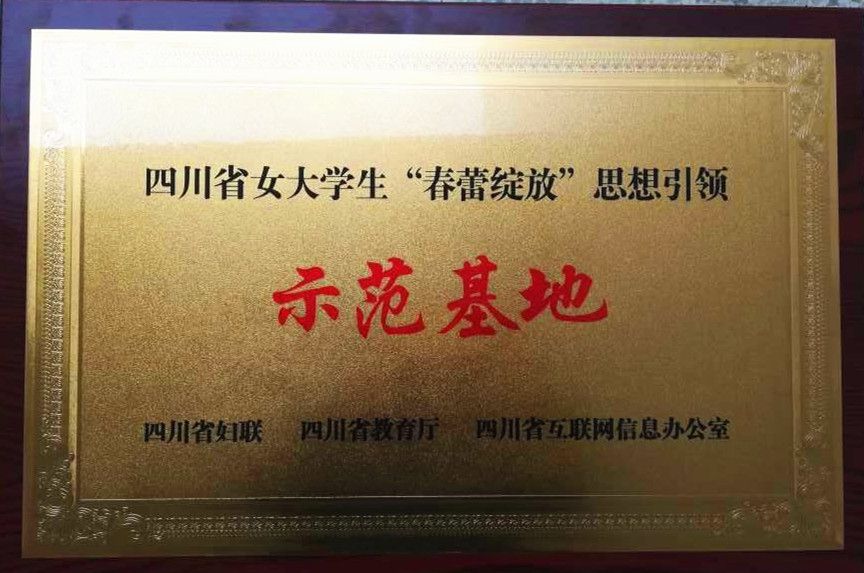 四川省女大学生“春蕾绽放”思想引领
示范基地
四川省妇联 四川省教育厅 四川省互联网信息办公室